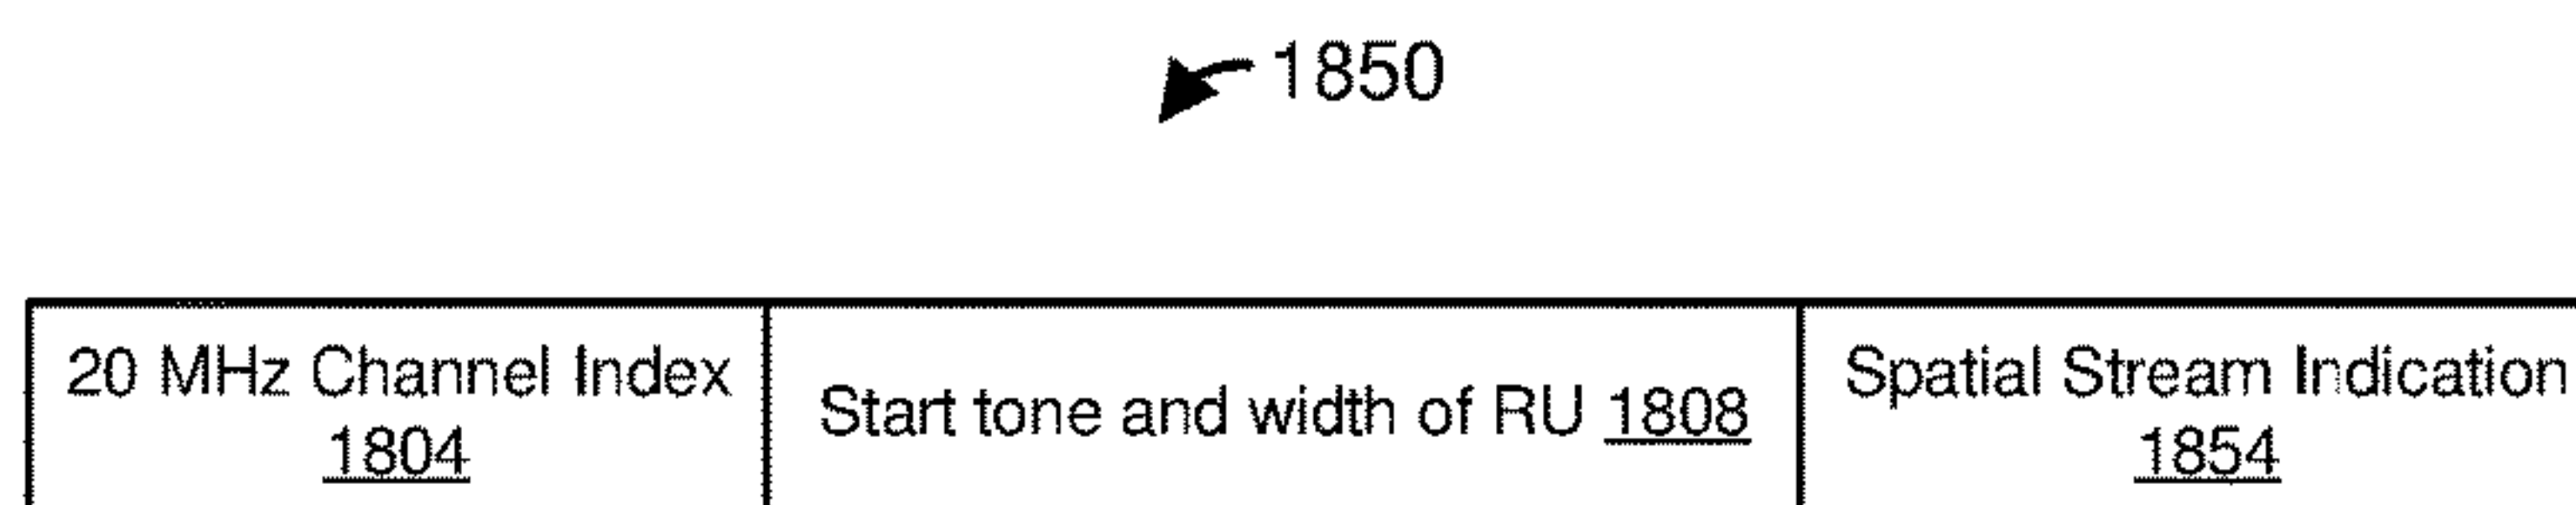 1850
20 MHz Channel Index
1804
Start tone and width of RU 1808
Spatial Stream Indication
1854